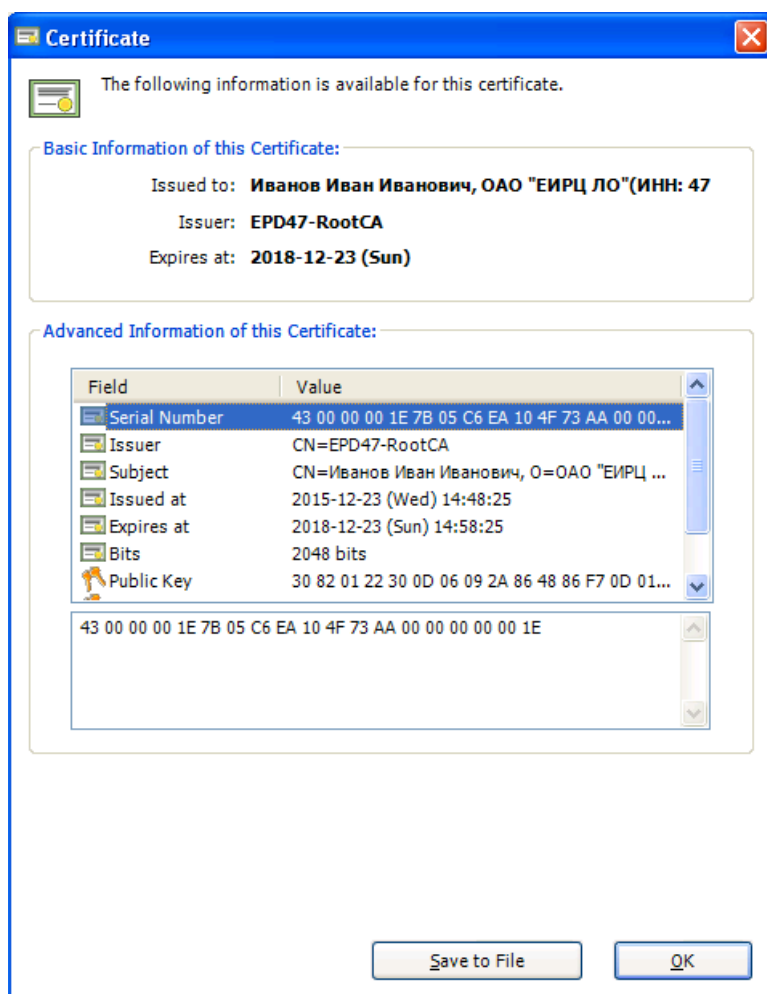 Certificate
The following information is available for this certificate.
Basic Information of this Certificate:
Issued to: Иванов Иван Иванович, ОАО "ЕИРЦ ЛО"(ИНН: 47
Issuer: EPD47-RootCA
Expires at: 2018-12-23 (Sun)
Advanced Information of this Certificate:
Field Value
Serial Number 43 00 00 00 1E 7B 05 C6 EA 10 4F 73 AA 00 00...
Issuer CN=EPD47-RootCA
Subject CN=Иванов Иван Иванович, O=ОАО "ЕИРЦ ...
Issued at 2015-12-23 (Wed) 14:48:25
Expires at 2018-12-23 (Sun) 14:58:25
Bits 2048 bits
Public Key 30 82 01 22 30 0D 06 09 2A 86 48 86 F7 0D 01...
43 00 00 00 1E 7B 05 C6 EA 10 4F 73 AA 00 00 00 00 00 1E
Save to File OK